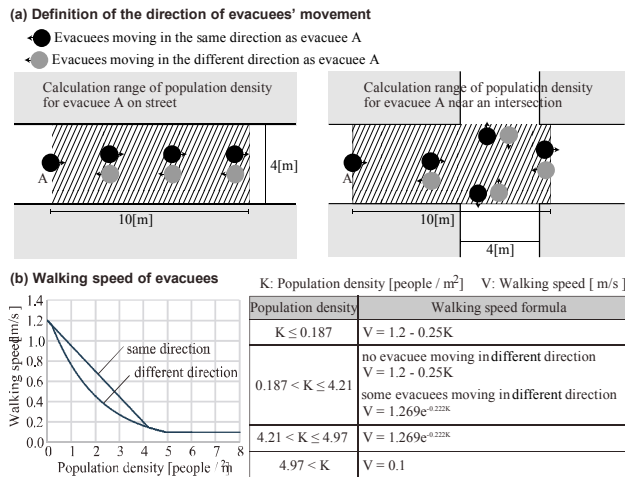 (a) Definition of the direction of evacuees' movement
Evacuees moving in the same direction as evacuee A
Evacuees moving in the different direction as evacuee A
Calculation range of population density
for evacuee A on street
A
4[m]
10[m]
Calculation range of population density
for evacuee A near an intersection
A
10[m]
4[m]
(b) Walking speed of evacuees
Walking speed[m/s ]
1.4
1.2
1.0
0.8
0.6
0.4
0.2
0.0
same direction
different direction
0 1 2 3 4 5 6 7 8
Population density [people / ²m
K: Population density [people / m²] V: Walking speed [ m/s ]
Population density Walking speed formula
K ≤ 0.187 V = 1.2 - 0.25K
0.187 < K ≤ 4.21
no evacuee moving in different direction
V = 1.2 - 0.25K
some evacuees moving in different direction
V = 1.269e-0.222K
4.21 < K ≤ 4.97 V = 1.269e-0.222K
4.97 < K V = 0.1